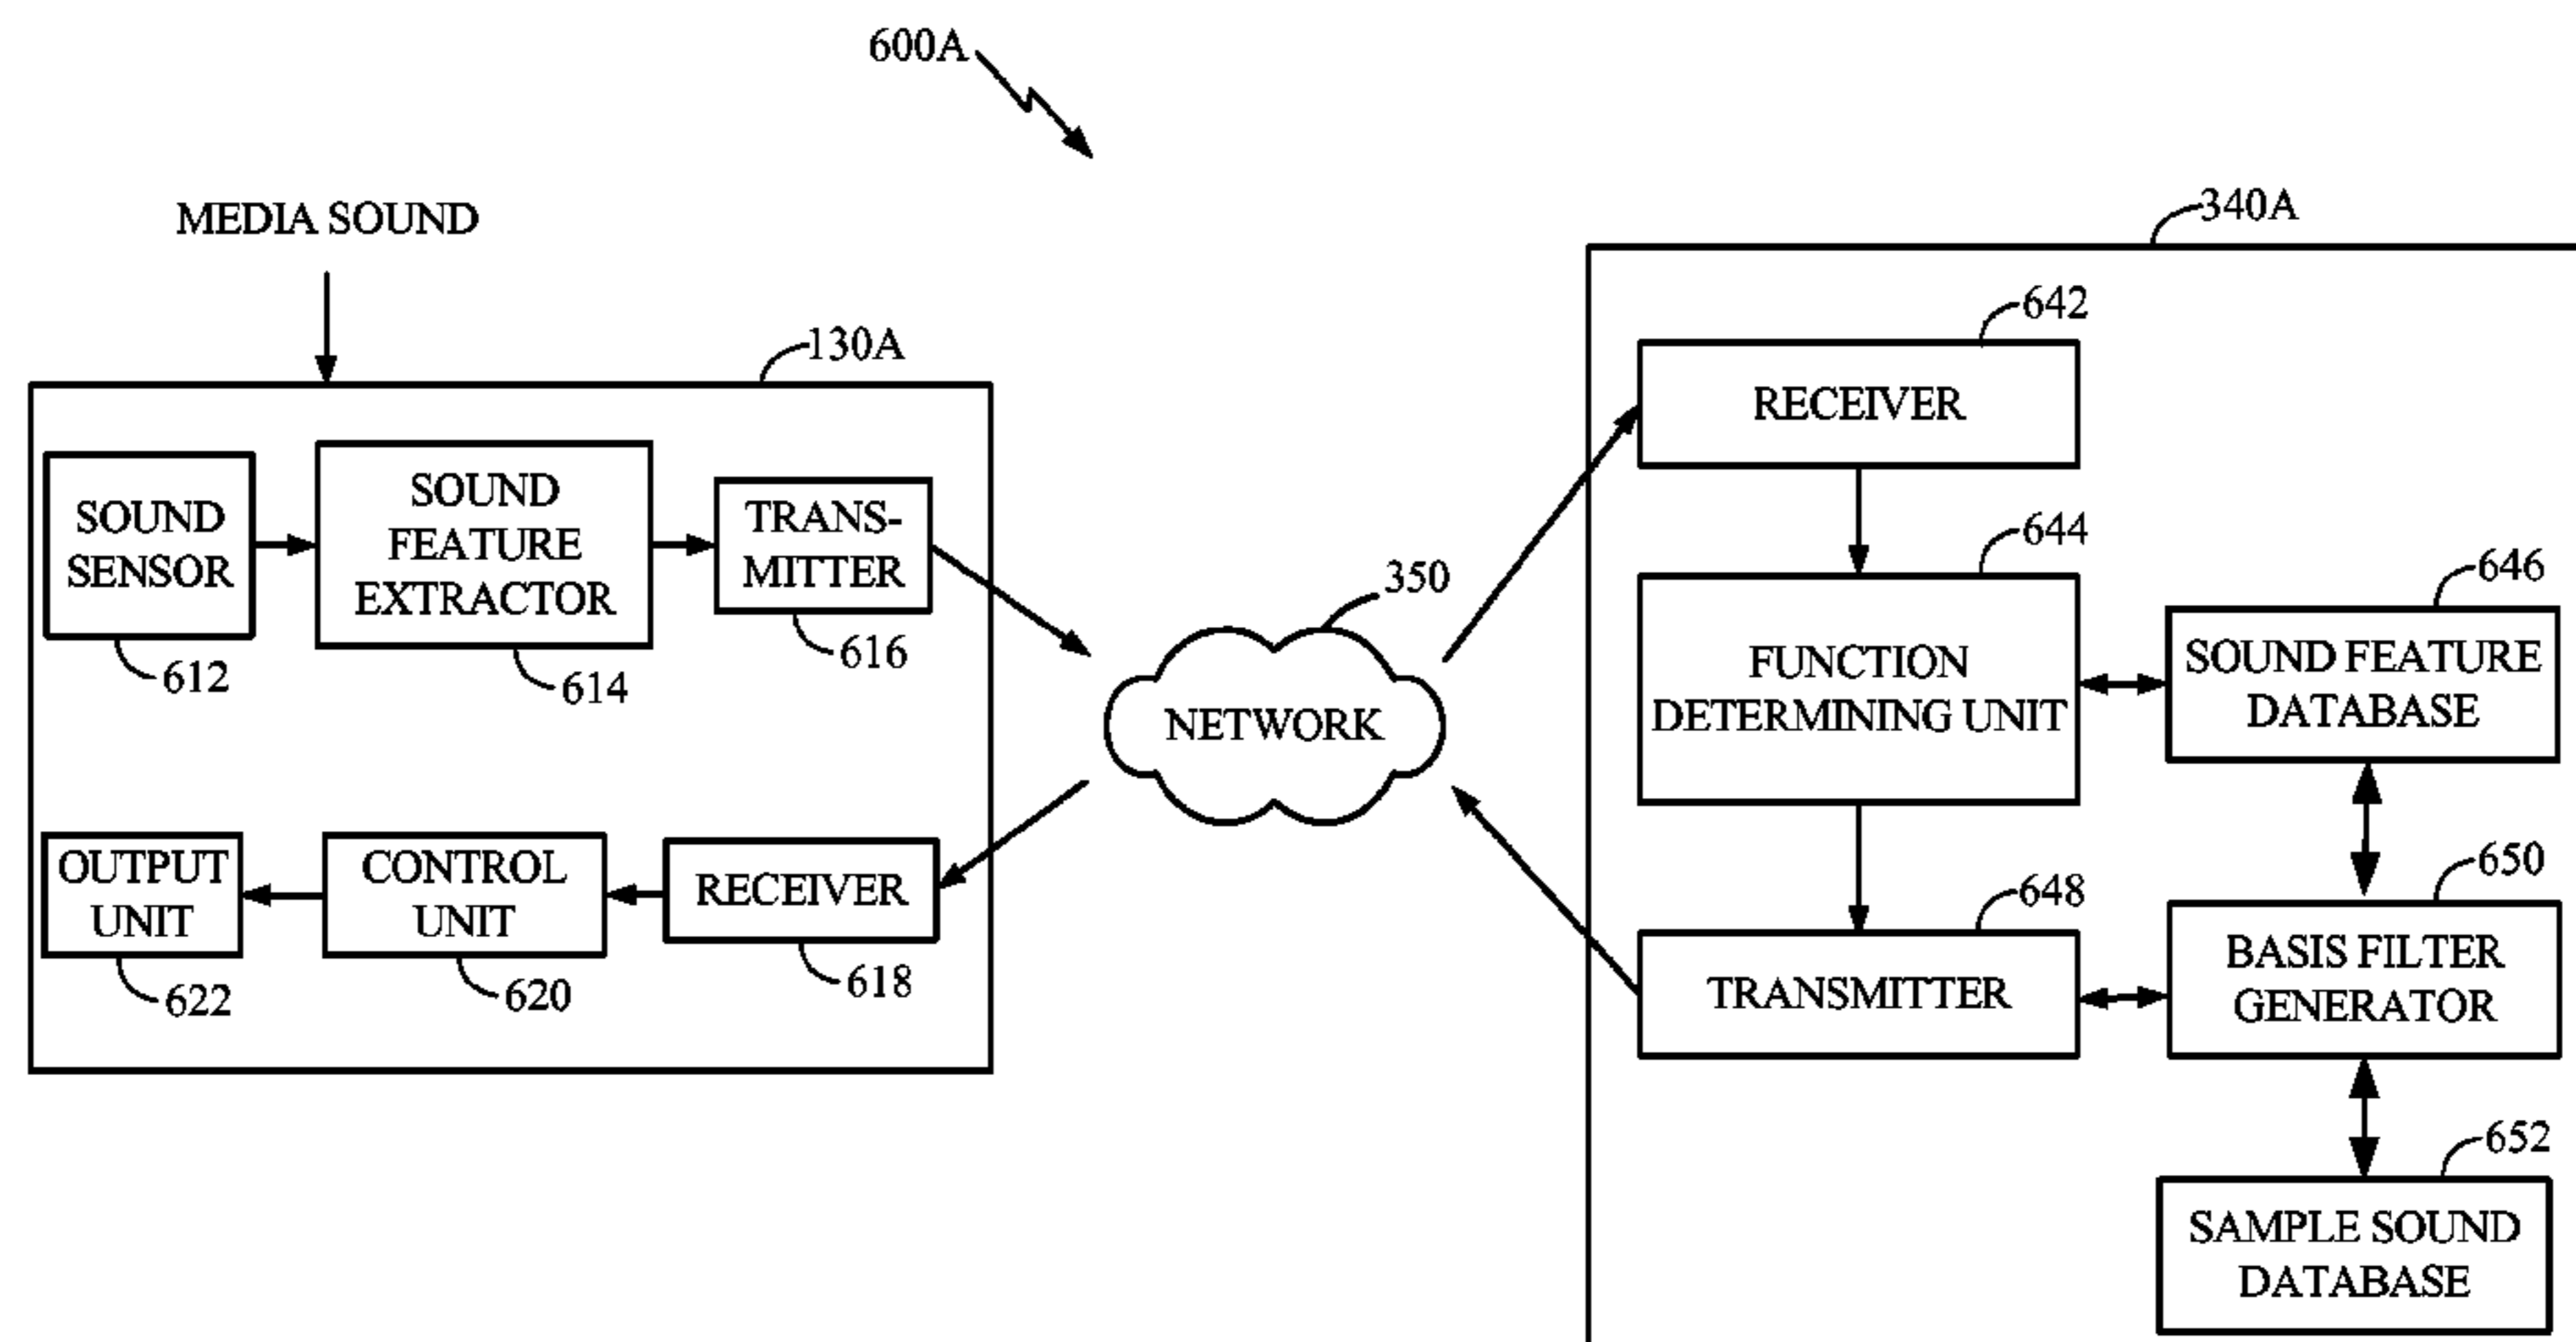 600A
MEDIA SOUND
130A
SOUND
SENSOR
612
SOUND
FEATURE
EXTRACTOR
614
TRANS-
MITTER
616
OUTPUT
UNIT
622
CONTROL
UNIT
620
RECEIVER
618
350
NETWORK
340A
642
RECEIVER
644
FUNCTION
DETERMINING UNIT
646
SOUND FEATURE
DATABASE
648
TRANSMITTER
650
BASIS FILTER
GENERATOR
652
SAMPLE SOUND
DATABASE